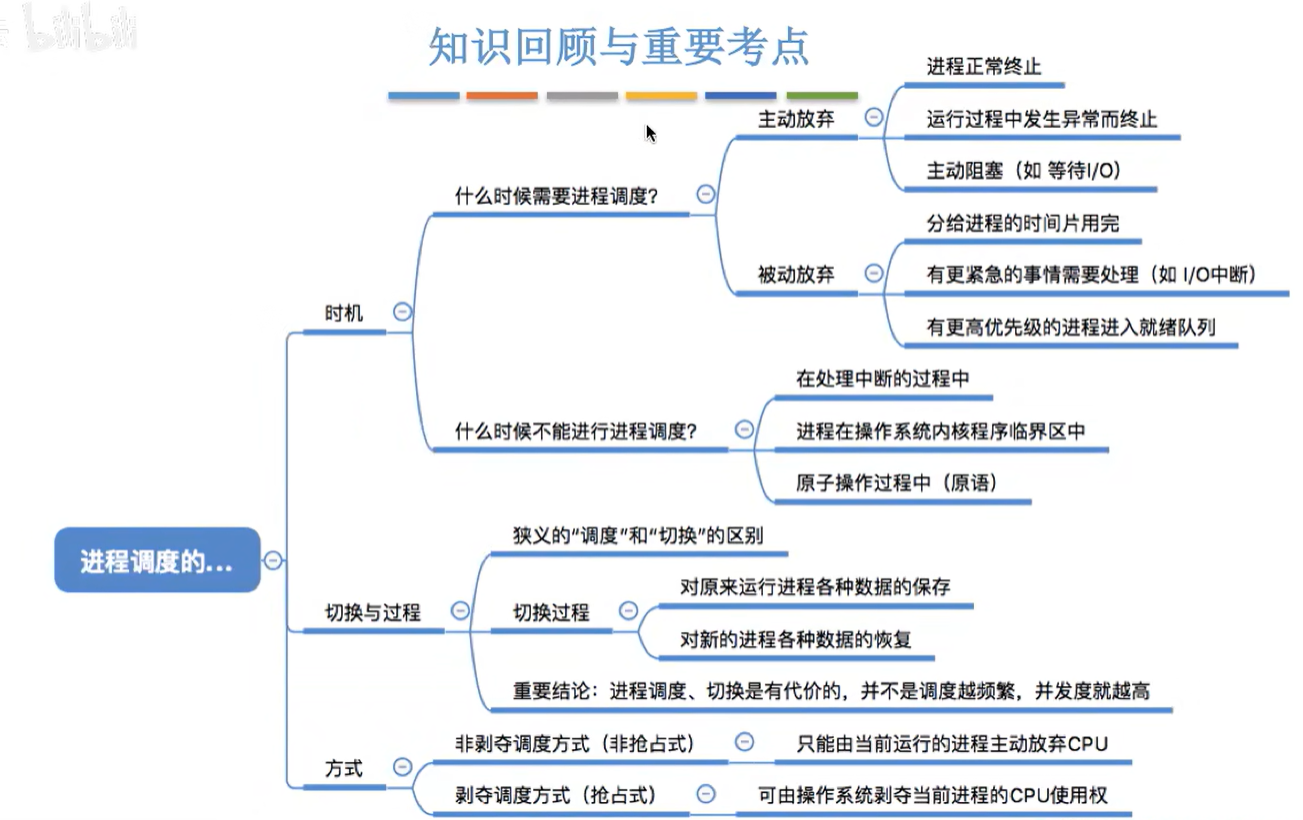 bilibili
知识回顾与重要考点
进程调度的...
时机
什么时候需要进程调度？
主动放弃
进程正常终止
运行过程中发生异常而终止
主动阻塞（如 等待I/O）
被动放弃
分给进程的时间片用完
有更紧急的事情需要处理（如 I/O中断）
有更高优先级的进程进入就绪队列
什么时候不能进行进程调度？
在处理中断的过程中
进程在操作系统内核程序临界区中
原子操作过程中（原语）
切换与过程
狭义的“调度”和“切换”的区别
切换过程
对原来运行进程各种数据的保存
对新的进程各种数据的恢复
重要结论：进程调度、切换是有代价的，并不是调度越频繁，并发度就越高
方式
非剥夺调度方式（非抢占式）
只能由当前运行的进程主动放弃CPU
剥夺调度方式（抢占式）
可由操作系统剥夺当前进程的CPU使用权